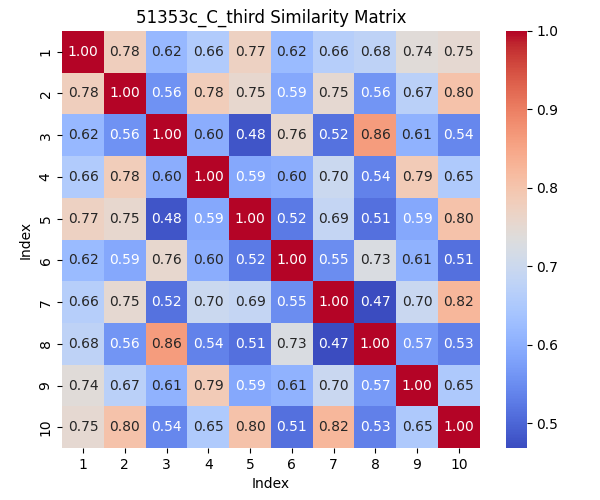 51353c_C_third Similarity Matrix
1 1.00 0.78 0.62 0.66 0.77 0.62 0.66 0.68 0.74 0.75
2 0.78 1.00 0.56 0.78 0.75 0.59 0.75 0.56 0.67 0.80
3 0.62 0.56 1.00 0.60 0.48 0.76 0.52 0.86 0.61 0.54
4 0.66 0.78 0.60 1.00 0.59 0.60 0.70 0.54 0.79 0.65
5 0.77 0.75 0.48 0.59 1.00 0.52 0.69 0.51 0.59 0.80
6 0.62 0.59 0.76 0.60 0.52 1.00 0.55 0.73 0.61 0.51
7 0.66 0.75 0.52 0.70 0.69 0.55 1.00 0.47 0.70 0.82
8 0.68 0.56 0.86 0.54 0.51 0.73 0.47 1.00 0.57 0.53
9 0.74 0.67 0.61 0.79 0.59 0.61 0.70 0.57 1.00 0.65
10 0.75 0.80 0.54 0.65 0.80 0.51 0.82 0.53 0.65 1.00
1 2 3 4 5 6 7 8 9 10
Index
Index
1.0
0.9
0.8
0.7
0.6
0.5